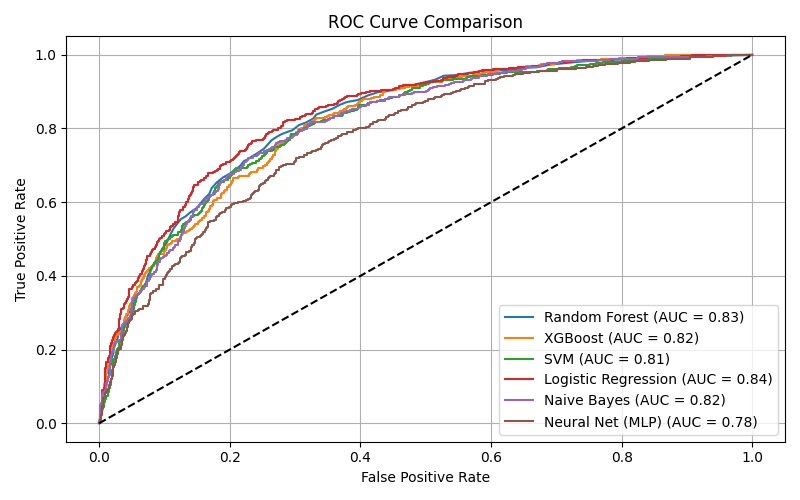 ROC Curve Comparison
True Positive Rate
1.0
0.8
0.6
0.4
0.2
0.0
Random Forest (AUC = 0.83)
XGBoost (AUC = 0.82)
SVM (AUC = 0.81)
Logistic Regression (AUC = 0.84)
Naive Bayes (AUC = 0.82)
Neural Net (MLP) (AUC = 0.78)
0.0 0.2 0.4 0.6 0.8 1.0
False Positive Rate